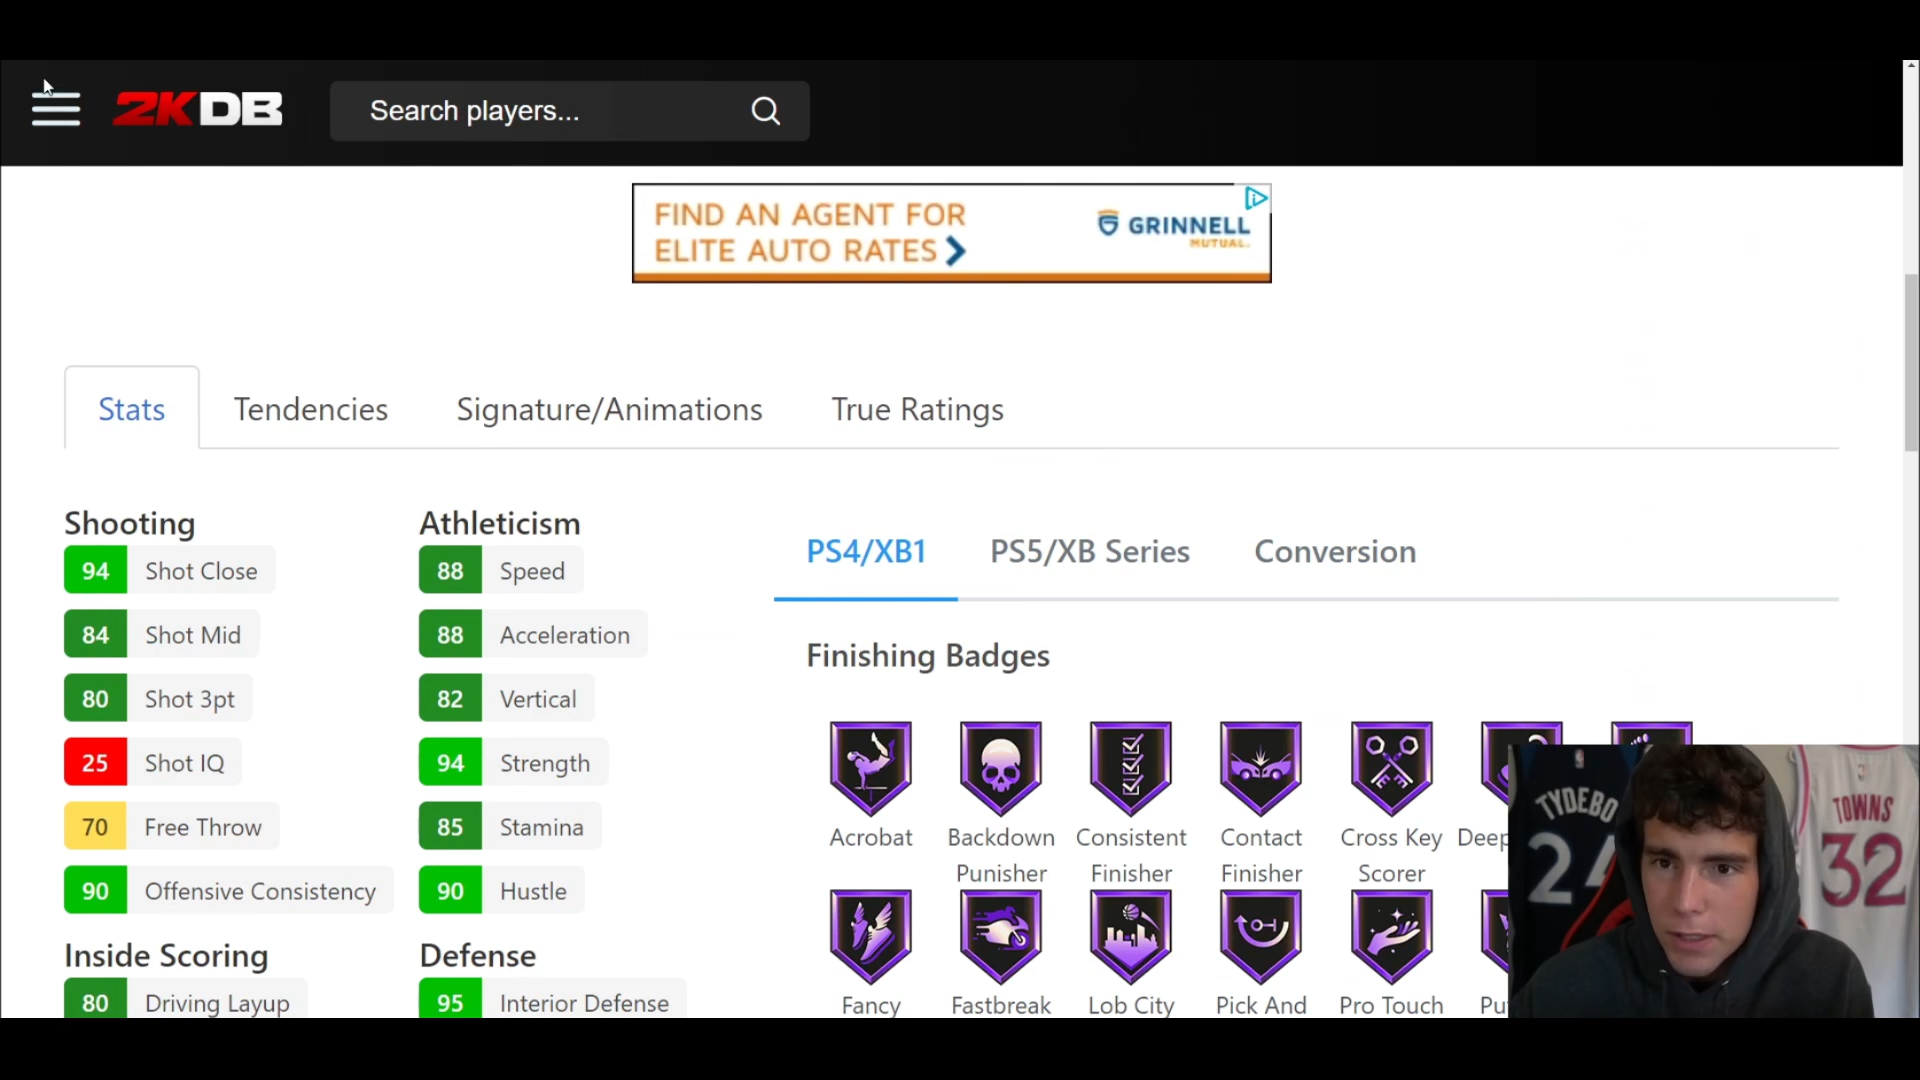 2KDB
Search players...
FIND AN AGENT FOR
ELITE AUTO RATES
GRINNELL
MUTUAL
Stats Tendencies Signature/Animations True Ratings
Shooting
94 Shot Close
84 Shot Mid
80 Shot 3pt
25 Shot IQ
70 Free Throw
90 Offensive Consistency
Inside Scoring
80 Driving Layup
Athleticism
88 Speed
88 Acceleration
82 Vertical
94 Strength
85 Stamina
90 Hustle
Defense
95 Interior Defense
PS4/XB1 PS5/XB Series Conversion
Finishing Badges
Acrobat
Backdown
Punisher
Consistent
Finisher
Contact
Finisher
Cross Key
Scorer
Deep
Fancy
Fastbreak
Lob City
Pick And
Pro Touch
Pu
TYDEBO
TOWNS
32